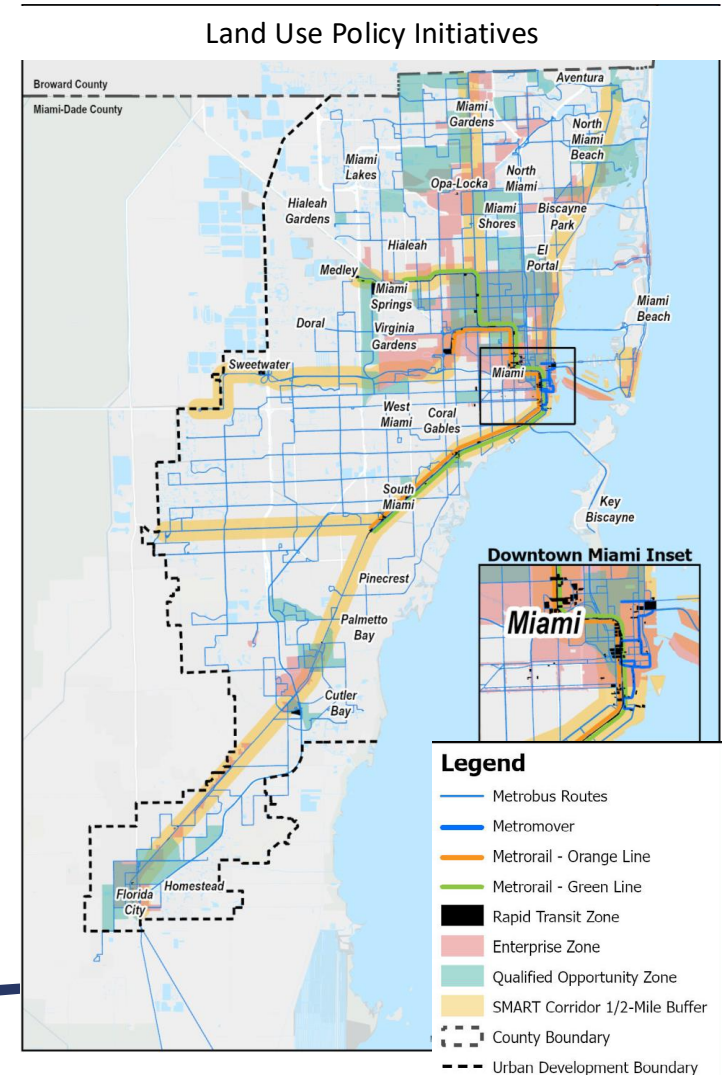 Land Use Policy Initiatives
Broward County
Miami-Dade County
Aventura
Miami
Gardens
North
Miami
Beach
Miami
Lakes
Opa-Locka
North
Miami
Hialeah
Gardens
Miami
Shores
Biscayne
Park
Hialeah
El
Portal
Medley
Miami
Springs
Miami
Beach
Doral
Virginia
Gardens
Sweetwater
Miami
West
Miami
Coral
Gables
South
Miami
Key
Biscayne
Downtown Miami Inset
Miami
Pinecrest
Palmetto
Bay
Cutler
Bay
Homestead
Florida
City
Legend
Metrobus Routes
Metromover
Metrorail - Orange Line
Metrorail - Green Line
Rapid Transit Zone
Enterprise Zone
Qualified Opportunity Zone
SMART Corridor 1/2-Mile Buffer
County Boundary
Urban Development Boundary